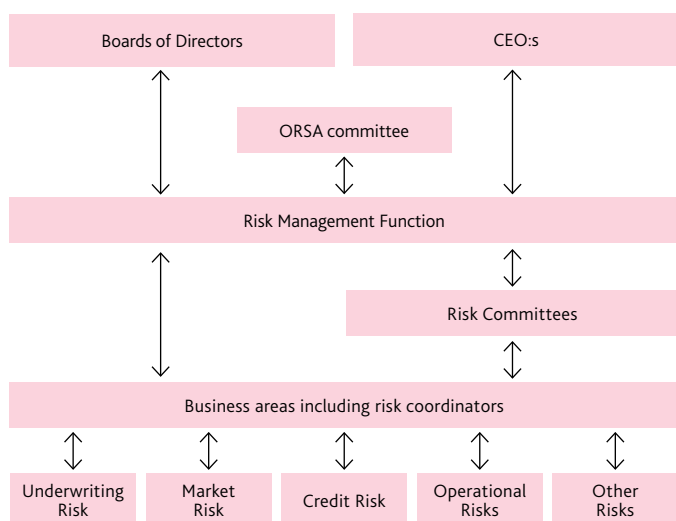 Boards of Directors
CEO:s
ORSA committee
Risk Management Function
Risk Committees
Business areas including risk coordinators
Underwriting
Risk
Market
Risk
Credit Risk
Operational
Risks
Other
Risks